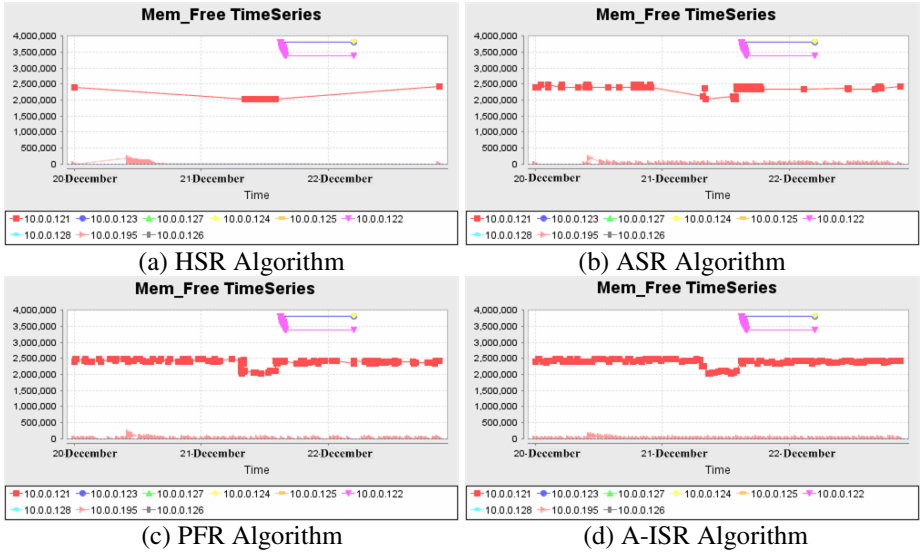 Mem_Free TimeSeries
4,000,000
3,500,000
3,000,000
2,500,000
2,000,000
1,500,000
1,000,000
500,000
0
20-December 21-December 22-December
Time
10.0.0.121 10.0.0.123 10.0.0.127 10.0.0.124 10.0.0.125 10.0.0.122
10.0.0.128 10.0.0.195 10.0.0.126
(a) HSR Algorithm
Mem_Free TimeSeries
4,000,000
3,500,000
3,000,000
2,500,000
2,000,000
1,500,000
1,000,000
500,000
0
20-December 21-December 22-December
Time
10.0.0.121 10.0.0.123 10.0.0.127 10.0.0.124 10.0.0.125 10.0.0.122
10.0.0.128 10.0.0.195 10.0.0.126
(b) ASR Algorithm
Mem_Free TimeSeries
4,000,000
3,500,000
3,000,000
2,500,000
2,000,000
1,500,000
1,000,000
500,000
0
20-December 21-December 22-December
Time
10.0.0.121 10.0.0.123 10.0.0.127 10.0.0.124 10.0.0.125 10.0.0.122
10.0.0.128 10.0.0.195 10.0.0.126
(c) PFR Algorithm
Mem_Free TimeSeries
4,000,000
3,500,000
3,000,000
2,500,000
2,000,000
1,500,000
1,000,000
500,000
0
20-December 21-December 22-December
Time
10.0.0.121 10.0.0.123 10.0.0.127 10.0.0.124 10.0.0.125 10.0.0.122
10.0.0.128 10.0.0.195 10.0.0.126
(d) A-ISR Algorithm